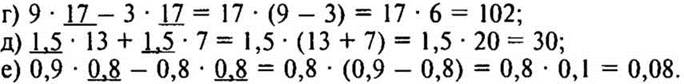 г) 9 · 17 – 3 · 17 = 17 · (9 – 3) = 17 · 6 = 102;
д) 1,5 · 13 + 1,5 · 7 = 1,5 · (13 + 7) = 1,5 · 20 = 30;
е) 0,9 · 0,8 – 0,8 · 0,8 = 0,8 · (0,9 – 0,8) = 0,8 · 0,1 = 0,08.